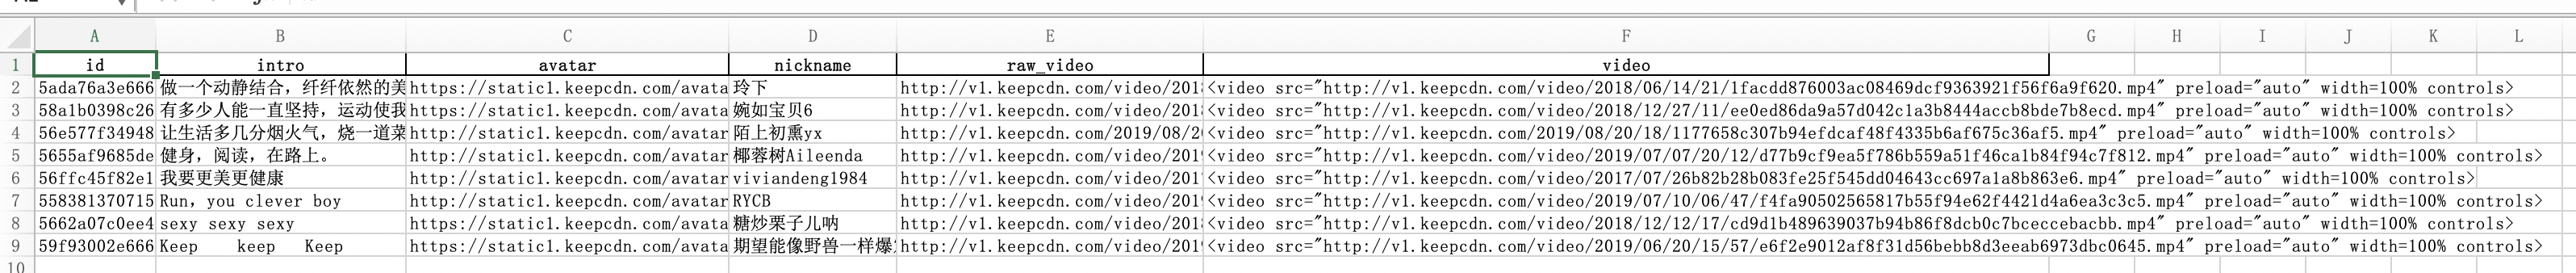 A B C D E F G H I J K L
1 id intro avatar nickname raw_video video
2 5ada76a3e666 做一个动静结合，纤纤依然的美 https://static1.keepcdn.com/avata 玲下 http://v1.keepcdn.com/video/201 <video src="http://v1.keepcdn.com/video/2018/06/14/21/1facdd876003ac08469dcf9363921f56f6a9f620.mp4" preload="auto" width=100% controls>
3 58a1b0398c26 有多少人能一直坚持，运动使我 https://static1.keepcdn.com/avata 婉如宝贝6 http://v1.keepcdn.com/video/201 <video src="http://v1.keepcdn.com/video/2018/12/27/11/ee0ed86da9a57d042c1a3b8444accb8bde7b8ecd.mp4" preload="auto" width=100% controls>
4 56e577f34948 让生活多几分烟火气，烧一道菜 http://static1.keepcdn.com/avatar 陌上初熏yx http://v1.keepcdn.com/2019/08/20 <video src="http://v1.keepcdn.com/2019/08/20/18/1177658c307b94efdcaf48f4335b6af675c36af5.mp4" preload="auto" width=100% controls>
5 5655af9685de 健身，阅读，在路上。 http://static1.keepcdn.com/avatar 椰蓉树Aileenda http://v1.keepcdn.com/video/201 <video src="http://v1.keepcdn.com/video/2019/07/07/20/12/d77b9cf9ea5f786b559a51f46ca1b84f94c7f812.mp4" preload="auto" width=100% controls>
6 56ffc45f82e1 我要更美更健康 http://static1.keepcdn.com/avatar viviandeng1984 http://v1.keepcdn.com/video/201 <video src="http://v1.keepcdn.com/video/2017/07/26b82b28b083fe25f545dd04643cc697a1a8b863e6.mp4" preload="auto" width=100% controls>
7 558381370715 Run, you clever boy http://static1.keepcdn.com/avatar RYCB http://v1.keepcdn.com/video/201 <video src="http://v1.keepcdn.com/video/2019/07/10/06/47/f4fa90502565817b55f94e62f4421d4a6ea3c3c5.mp4" preload="auto" width=100% controls>
8 5662a07c0ee4 sexy sexy sexy http://static1.keepcdn.com/avatar 糖炒栗子儿呐 http://v1.keepcdn.com/video/201 <video src="http://v1.keepcdn.com/video/2018/12/12/17/cd9d1b489639037b94b86f8dcb0c7bceccebacbb.mp4" preload="auto" width=100% controls>
9 59f93002e666 Keep keep Keep https://static1.keepcdn.com/avata 期望能像野兽一样爆 http://v1.keepcdn.com/video/201 <video src="http://v1.keepcdn.com/video/2019/06/20/15/57/e6f2e9012af8f31d56bebb8d3eeab6973dbc0645.mp4" preload="auto" width=100% controls>
10